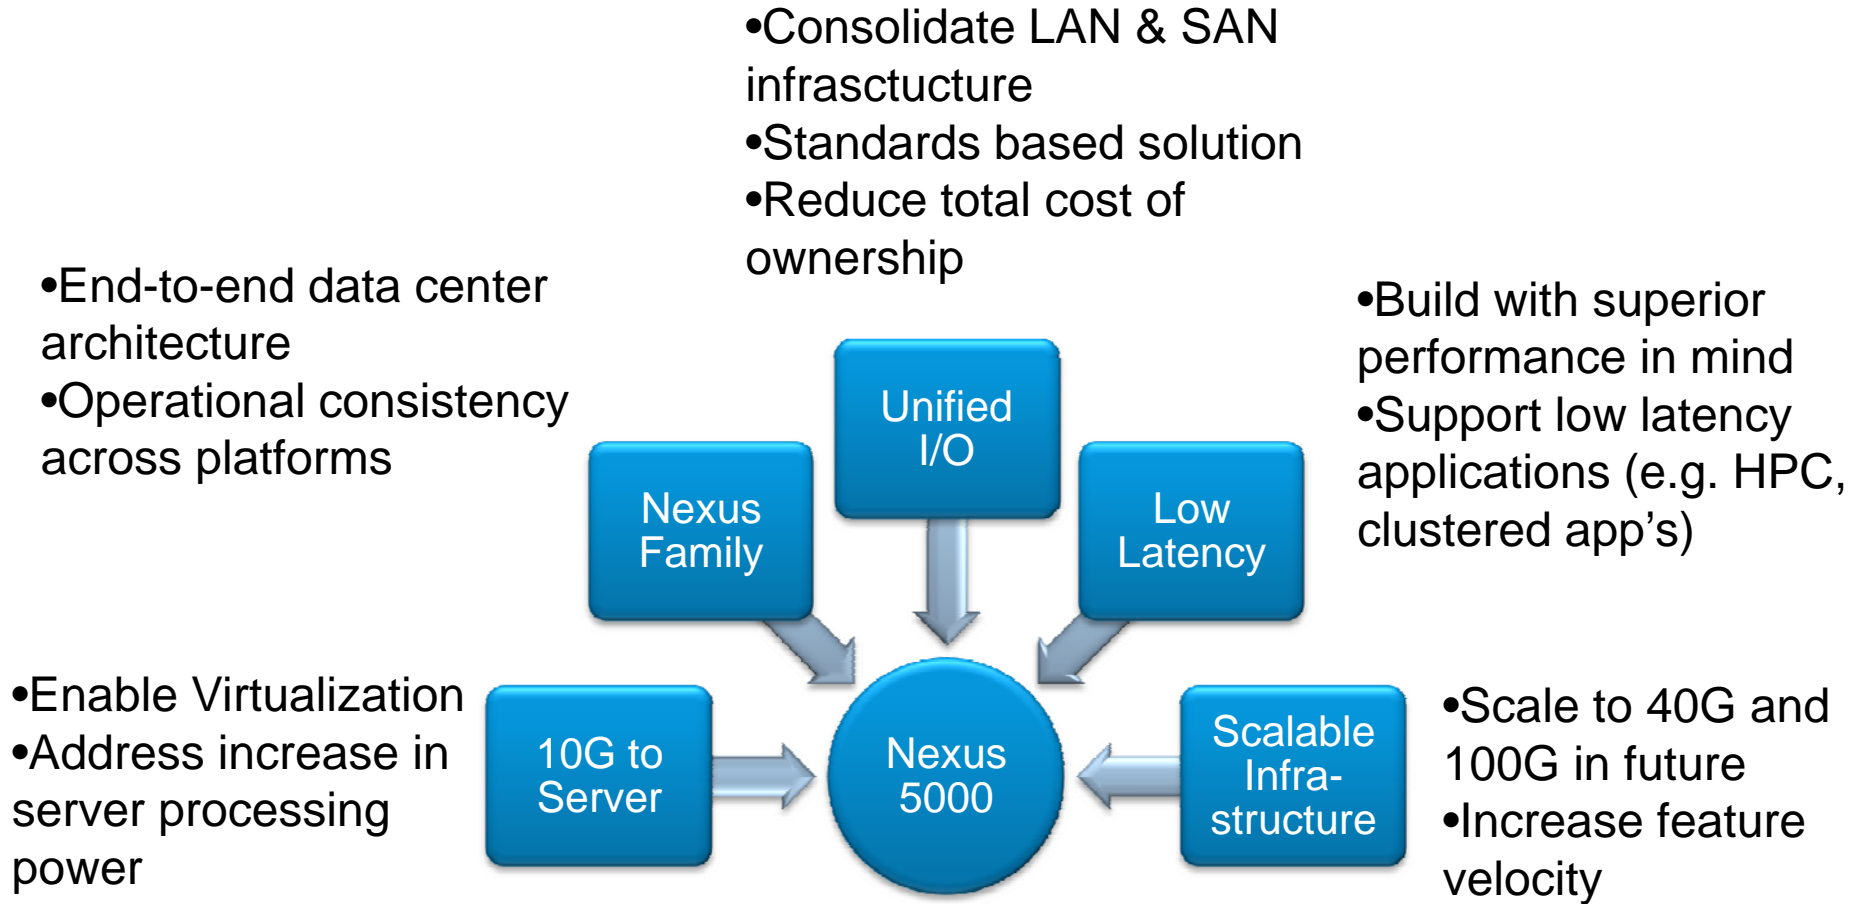 •Consolidate LAN & SAN
infrasctucture
•Standards based solution
•Reduce total cost of
ownership
•End-to-end data center
architecture
•Operational consistency
across platforms
•Build with superior
performance in mind
•Support low latency
applications (e.g. HPC,
clustered app’s)
Unified
I/O
Nexus
Family
Low
Latency
•Enable Virtualization
•Address increase in
server processing
power
10G to
Server
Nexus
5000
Scalable
Infra-
structure
•Scale to 40G and
100G in future
•Increase feature
velocity